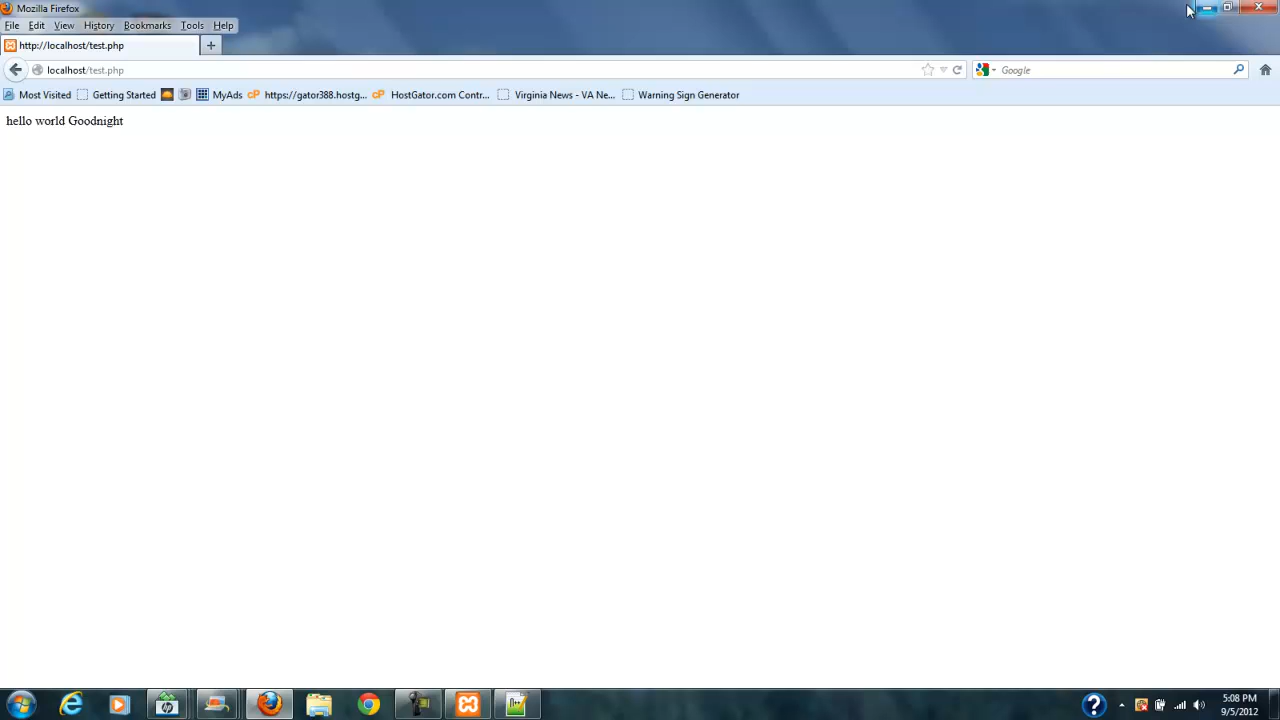 Mozilla Firefox
File Edit View History Bookmarks Tools Help
http://localhost/test.php +
localhost/test.php Google
Most Visited Getting Started MyAds cP https://gator388.hostg... cP HostGator.com Contr... Virginia News - VA Ne... Warning Sign Generator
hello world Goodnight
5:08 PM
9/5/2012